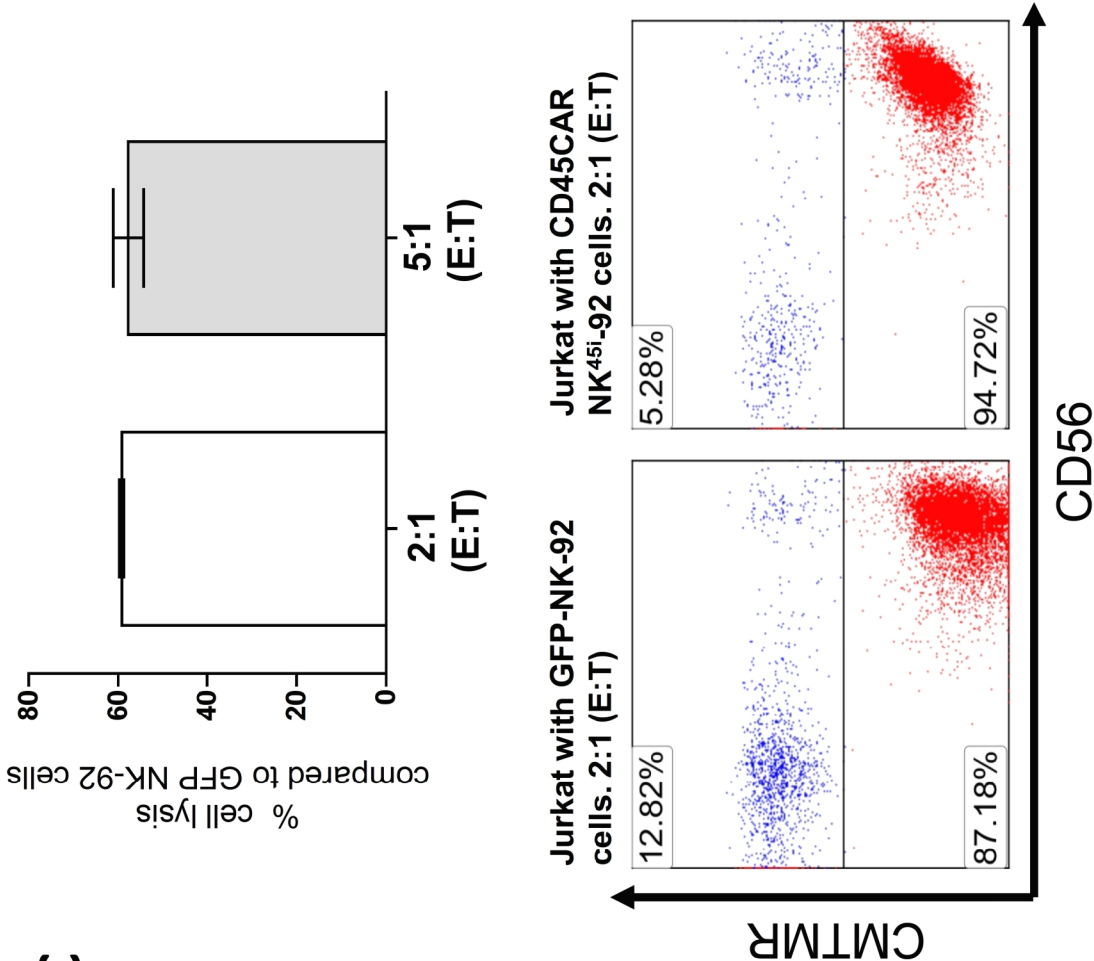 % cell lysis
compared to GFP NK-92 cells
80
60
40
20
0
2:1
(E:T)
5:1
(E:T)
Jurkat with GFP-NK-92
cells. 2:1 (E:T)
Jurkat with CD45CAR
NK⁴⁵ⁱ-92 cells. 2:1 (E:T)
12.82%
87.18%
5.28%
94.72%
CMTMR
CD56